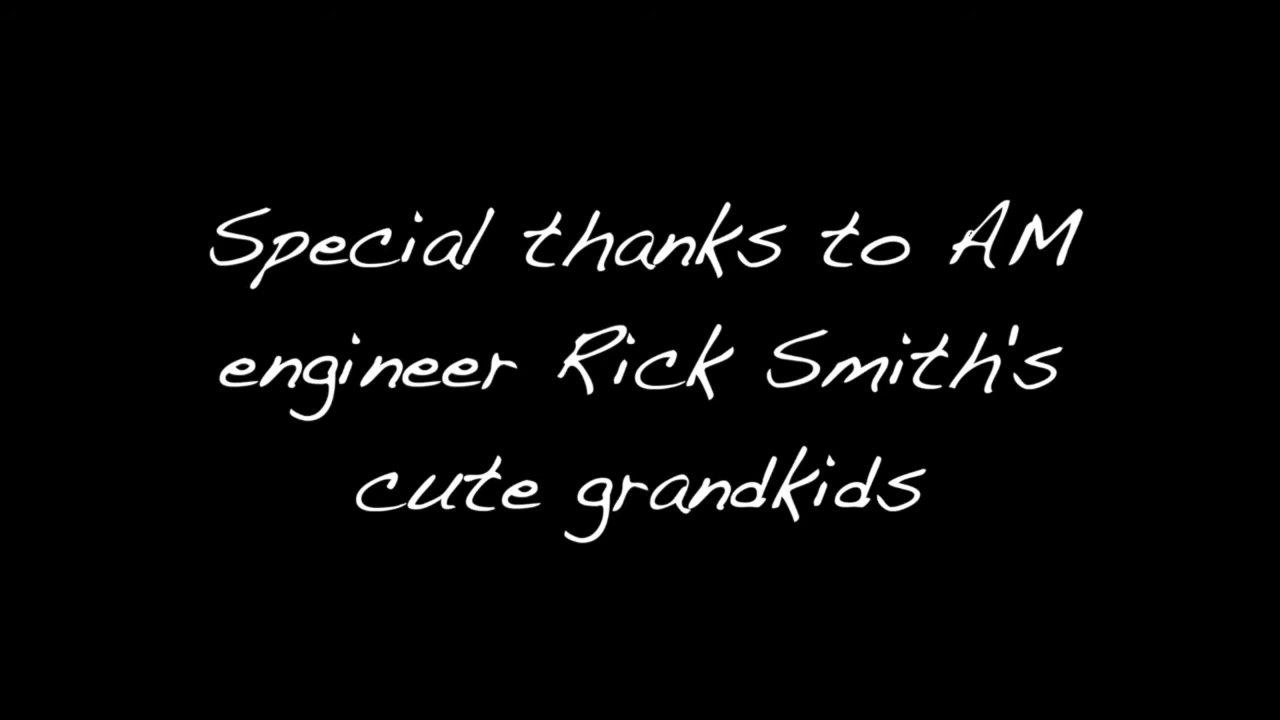 Special thanks to AM
engineer Rick Smith's
cute grandkids